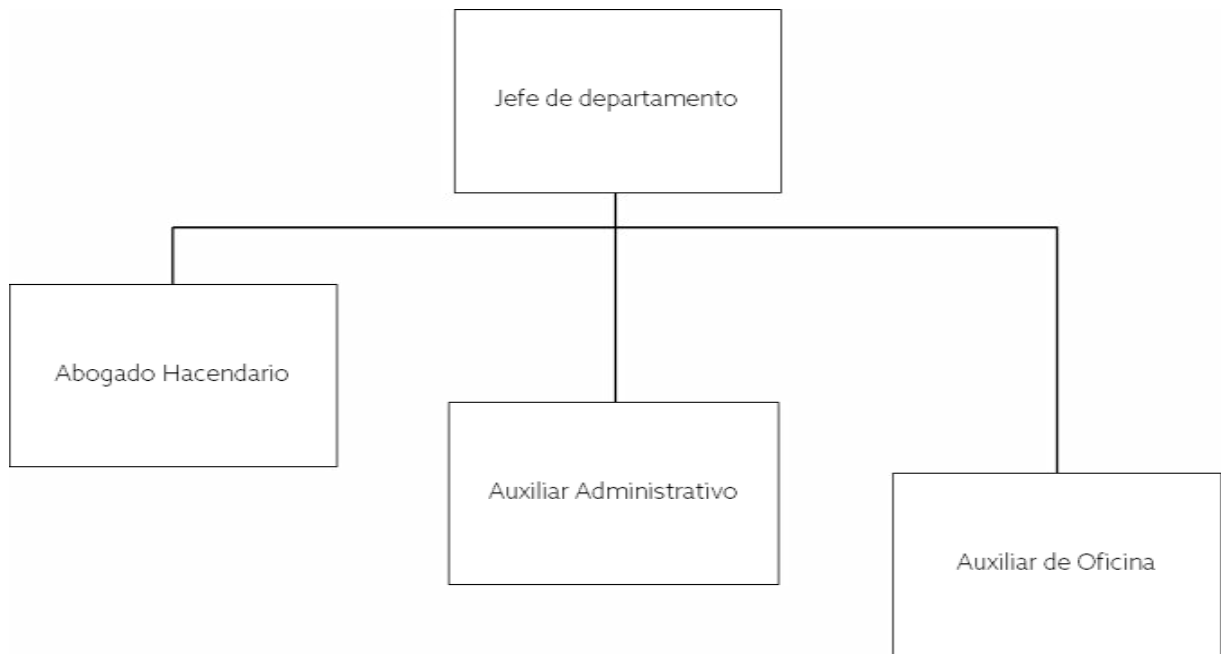 Jefe de departamento
Abogado Hacendario
Auxiliar Administrativo
Auxiliar de Oficina